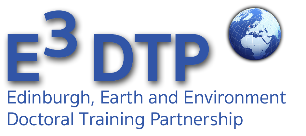 E³ DTP
Edinburgh, Earth and Environment
Doctoral Training Partnership